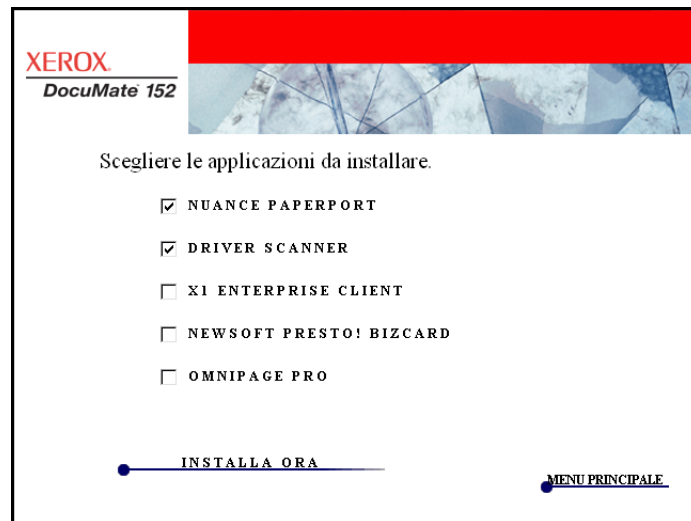 XEROX.
DocuMate 152
Scegliere le applicazioni da installare.
NUANCE PAPERPORT
DRIVER SCANNER
X1 ENTERPRISE CLIENT
NEWSOFT PRESTO! BIZCARD
OMNIPAGE PRO
INSTALLA ORA
MENU PRINCIPALE